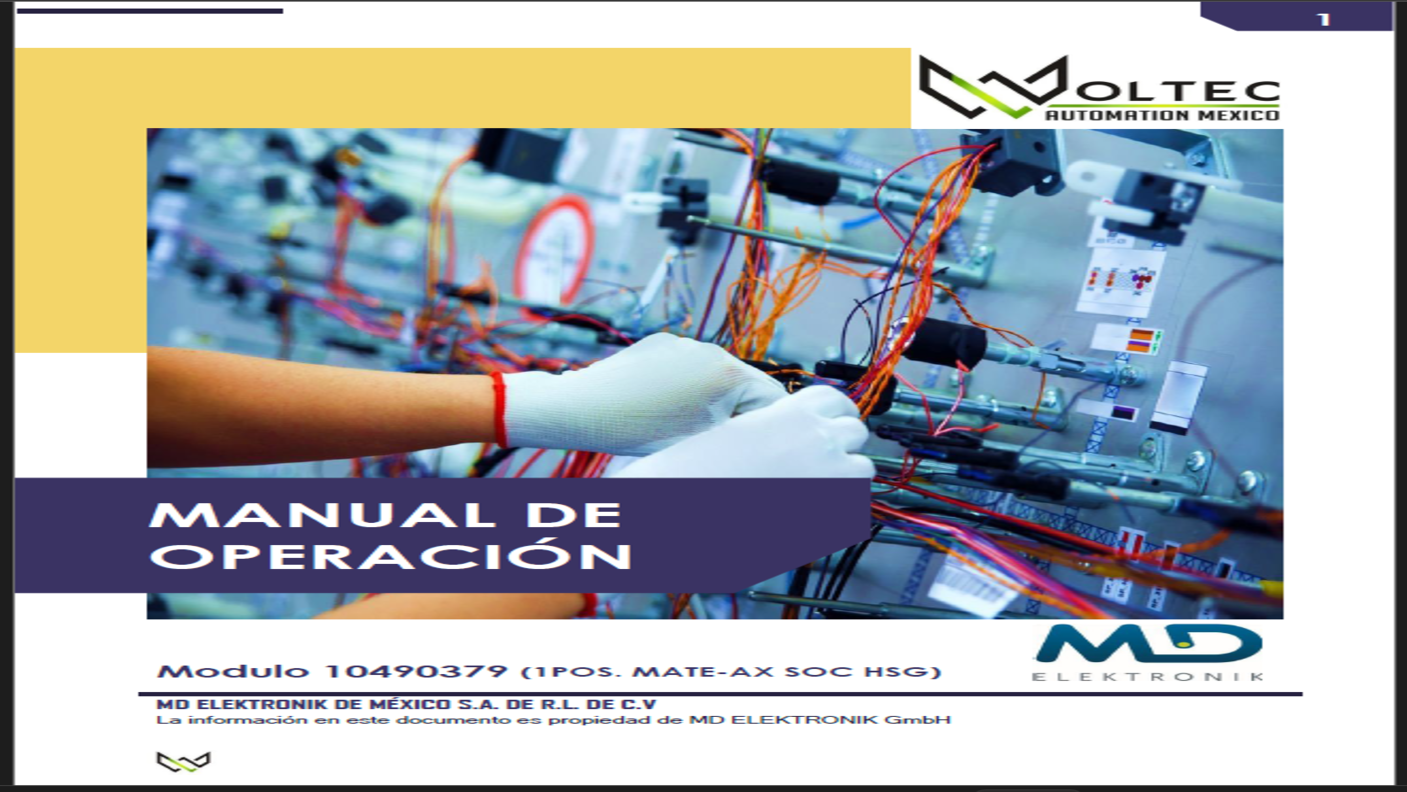 1
WOLTEC
AUTOMATION MEXICO
MANUAL DE
OPERACIÓN
MD
ELEKTRONIK
Modulo 10490379 (1POS. MATE-AX SOC HSG)
MD ELEKTRONIK DE MÉXICO S.A. DE R.L. DE C.V
La información en este documento es propiedad de MD ELEKTRONIK GmbH